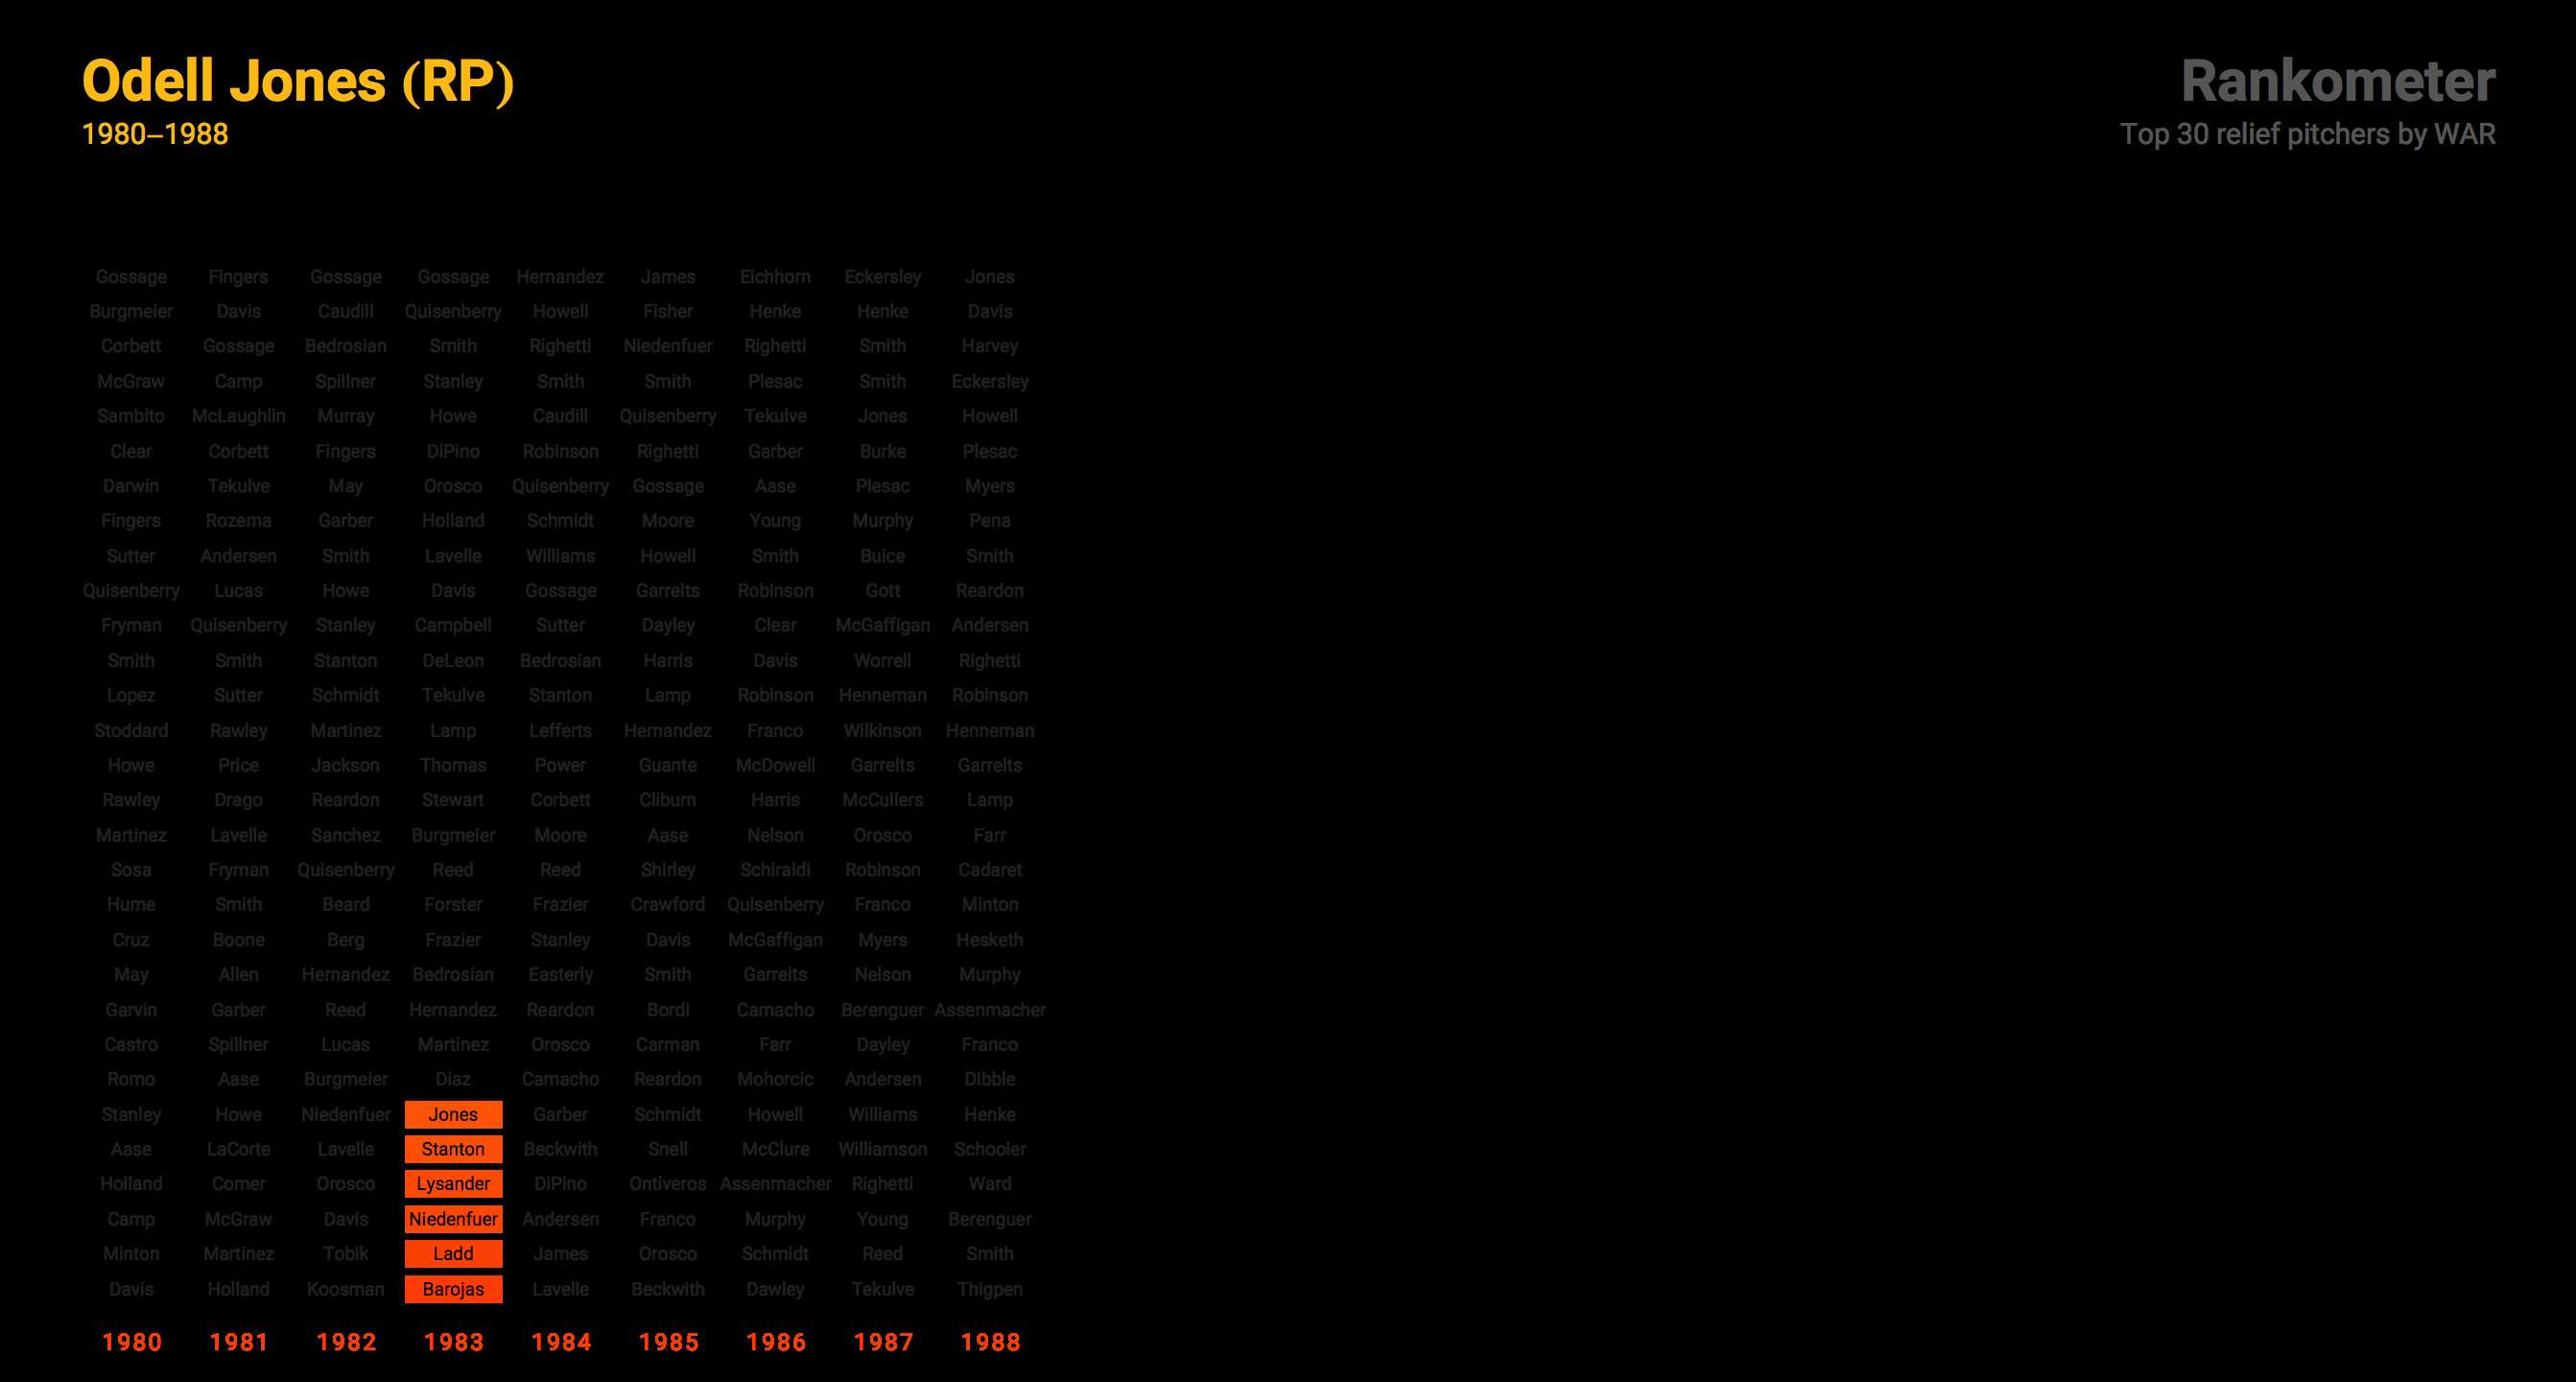 Odell Jones (RP)
1980–1988
Rankometer
Top 30 relief pitchers by WAR
Gossage Fingers Gossage Gossage Hernandez James Eichhorn Eckersley Jones
Burgmeier Davis Caudill Quisenberry Howell Fisher Henke Henke Davis
Corbett Gossage Bedrosian Smith Righetti Niedenfuer Righetti Smith Harvey
McGraw Camp Spillner Stanley Smith Smith Plesac Smith Eckersley
Sambito McLaughlin Murray Howe Caudill Quisenberry Tekulve Jones Howell
Clear Corbett Fingers DiPino Robinson Righetti Garber Burke Plesac
Darwin Tekulve May Orosco Quisenberry Gossage Aase Plesac Myers
Fingers Rozema Garber Holland Schmidt Moore Young Murphy Pena
Sutter Andersen Smith Lavelle Williams Howell Smith Buice Smith
Quisenberry Lucas Howe Davis Gossage Garrelts Robinson Gott Reardon
Fryman Quisenberry Stanley Campbell Sutter Dayley Clear McGaffigan Andersen
Smith Smith Stanton DeLeon Bedrosian Harris Davis Worrell Righetti
Lopez Sutter Schmidt Tekulve Stanton Lamp Robinson Henneman Robinson
Stoddard Rawley Martinez Lamp Lefferts Hernandez Franco Wilkinson Henneman
Howe Price Jackson Thomas Power Guante McDowell Garrelts Garrelts
Rawley Drago Reardon Stewart Corbett Cliburn Harris McCullers Lamp
Martinez Lavelle Sanchez Burgmeier Moore Aase Nelson Orosco Farr
Sosa Fryman Quisenberry Reed Reed Shirley Schiraldi Robinson Cadaret
Hume Smith Beard Forster Frazier Crawford Quisenberry Franco Minton
Cruz Boone Berg Frazier Stanley Davis McGaffigan Myers Hesketh
May Allen Hernandez Bedrosian Easterly Smith Garrelts Nelson Murphy
Garvin Garber Reed Hernandez Reardon Bordi Camacho Berenguer Assenmacher
Castro Spillner Lucas Martinez Orosco Carman Farr Dayley Franco
Romo Aase Burgmeier Diaz Camacho Reardon Mohorcic Andersen Dibble
Stanley Howe Niedenfuer Jones Garber Schmidt Howell Williams Henke
Aase LaCorte Lavelle Stanton Beckwith Snell McClure Williamson Schooler
Holland Comer Orosco Lysander DiPino Ontiveros Assenmacher Righetti Ward
Camp McGraw Davis Niedenfuer Andersen Franco Murphy Young Berenguer
Minton Martinez Tobik Ladd James Orosco Schmidt Reed Smith
Davis Holland Koosman Barojas Lavelle Beckwith Dawley Tekulve Thigpen
1980 1981 1982 1983 1984 1985 1986 1987 1988